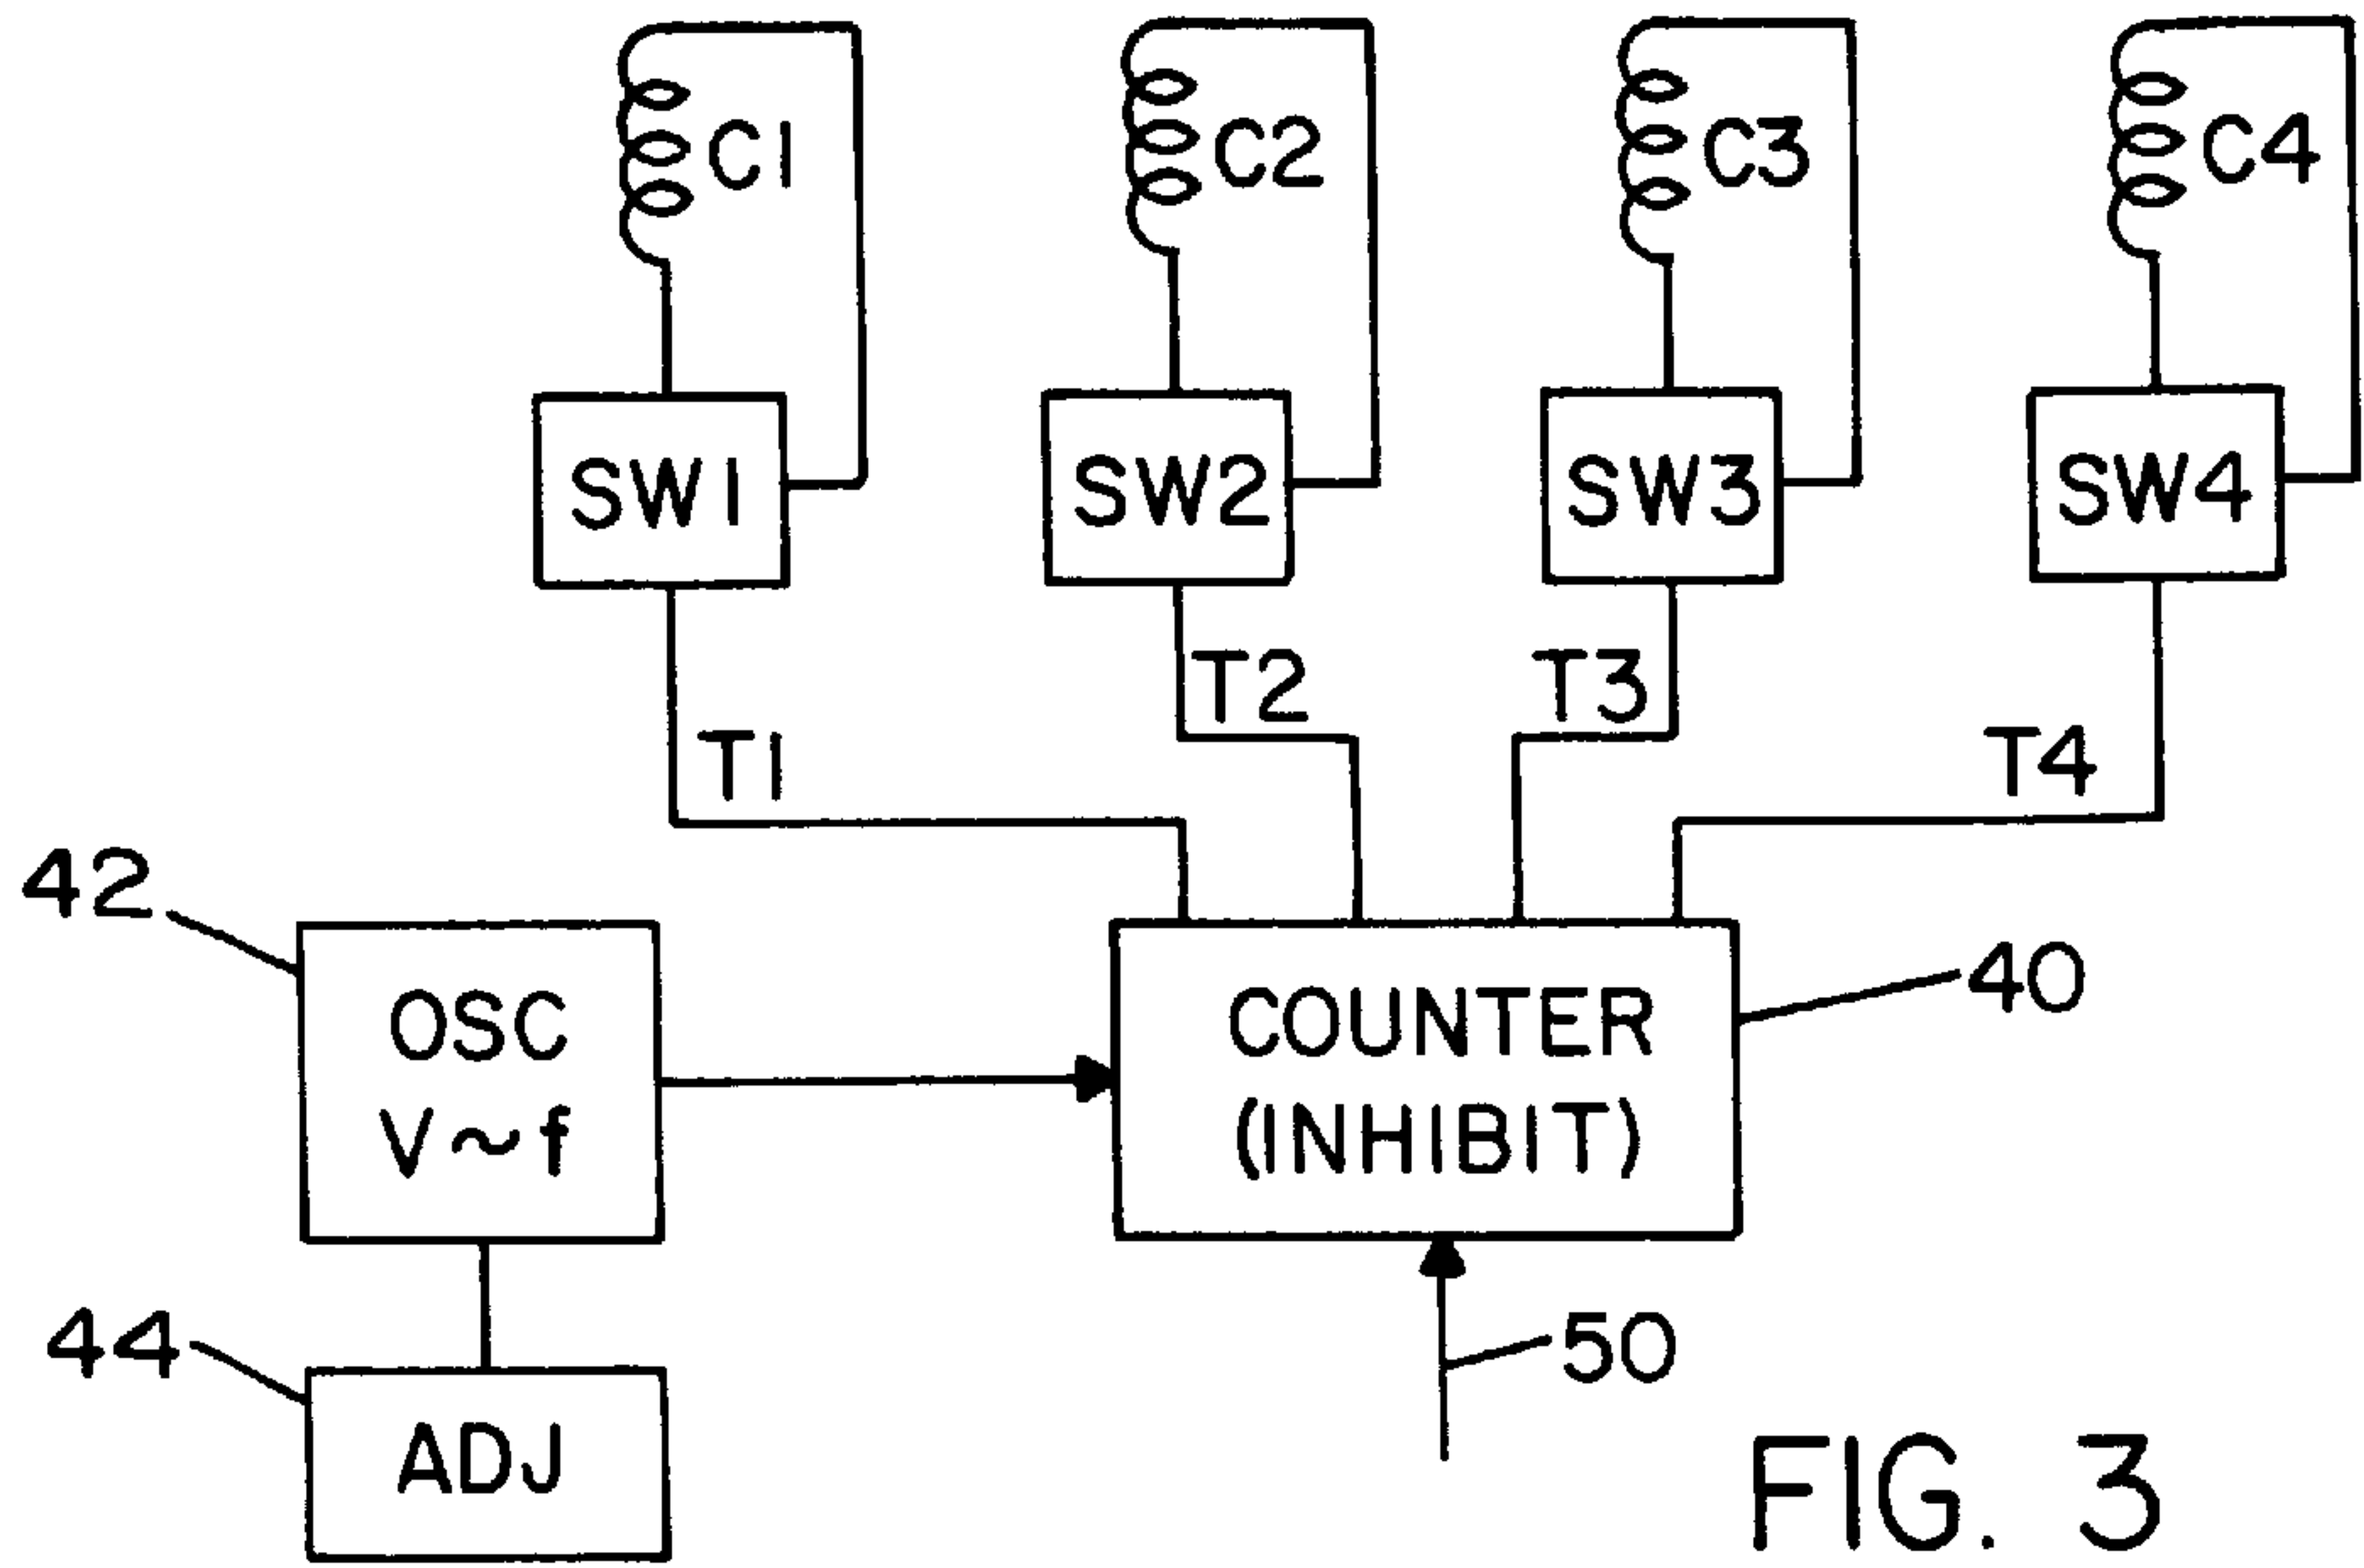 C1 C2 C3 C4
SW1 SW2 SW3 SW4
T2 T3
T1 T4
42
OSC
V~f
COUNTER
(INHIBIT)
40
44
ADJ
50
FIG. 3